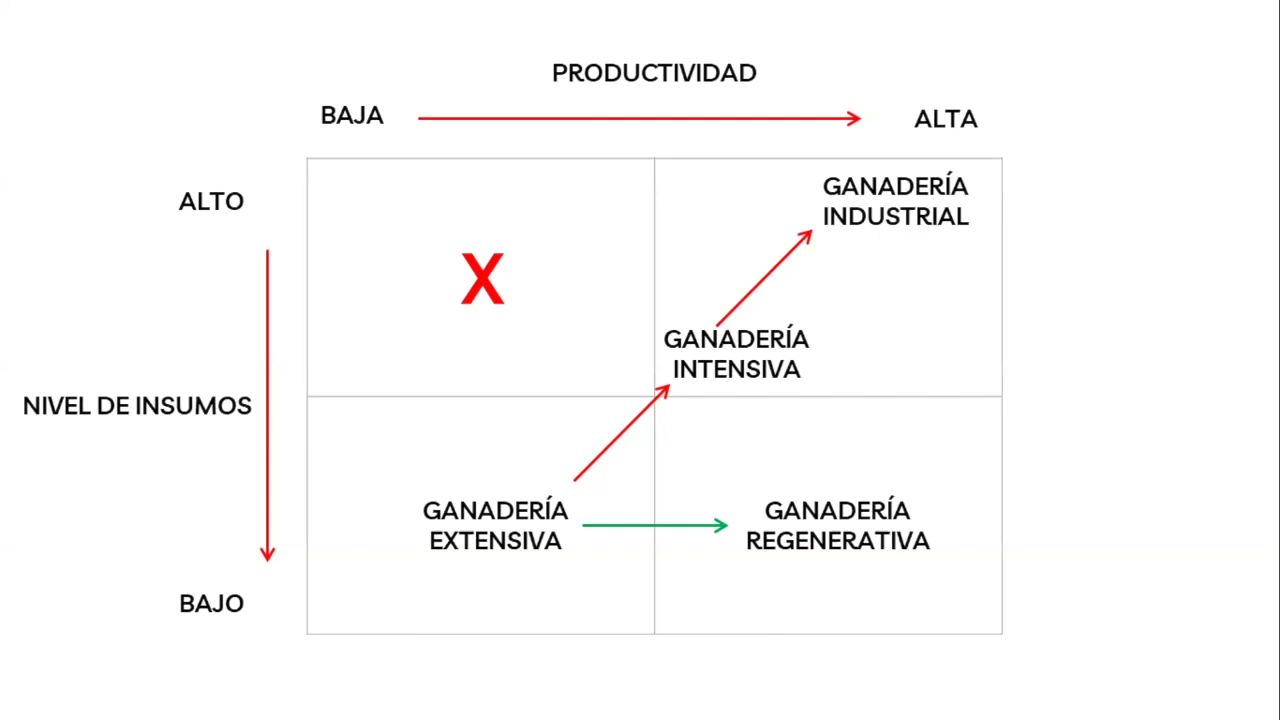 PRODUCTIVIDAD
BAJA
ALTA
ALTO
GANADERÍA
INDUSTRIAL
X
GANADERÍA
INTENSIVA
NIVEL DE INSUMOS
GANADERÍA
EXTENSIVA
GANADERÍA
REGENERATIVA
BAJO